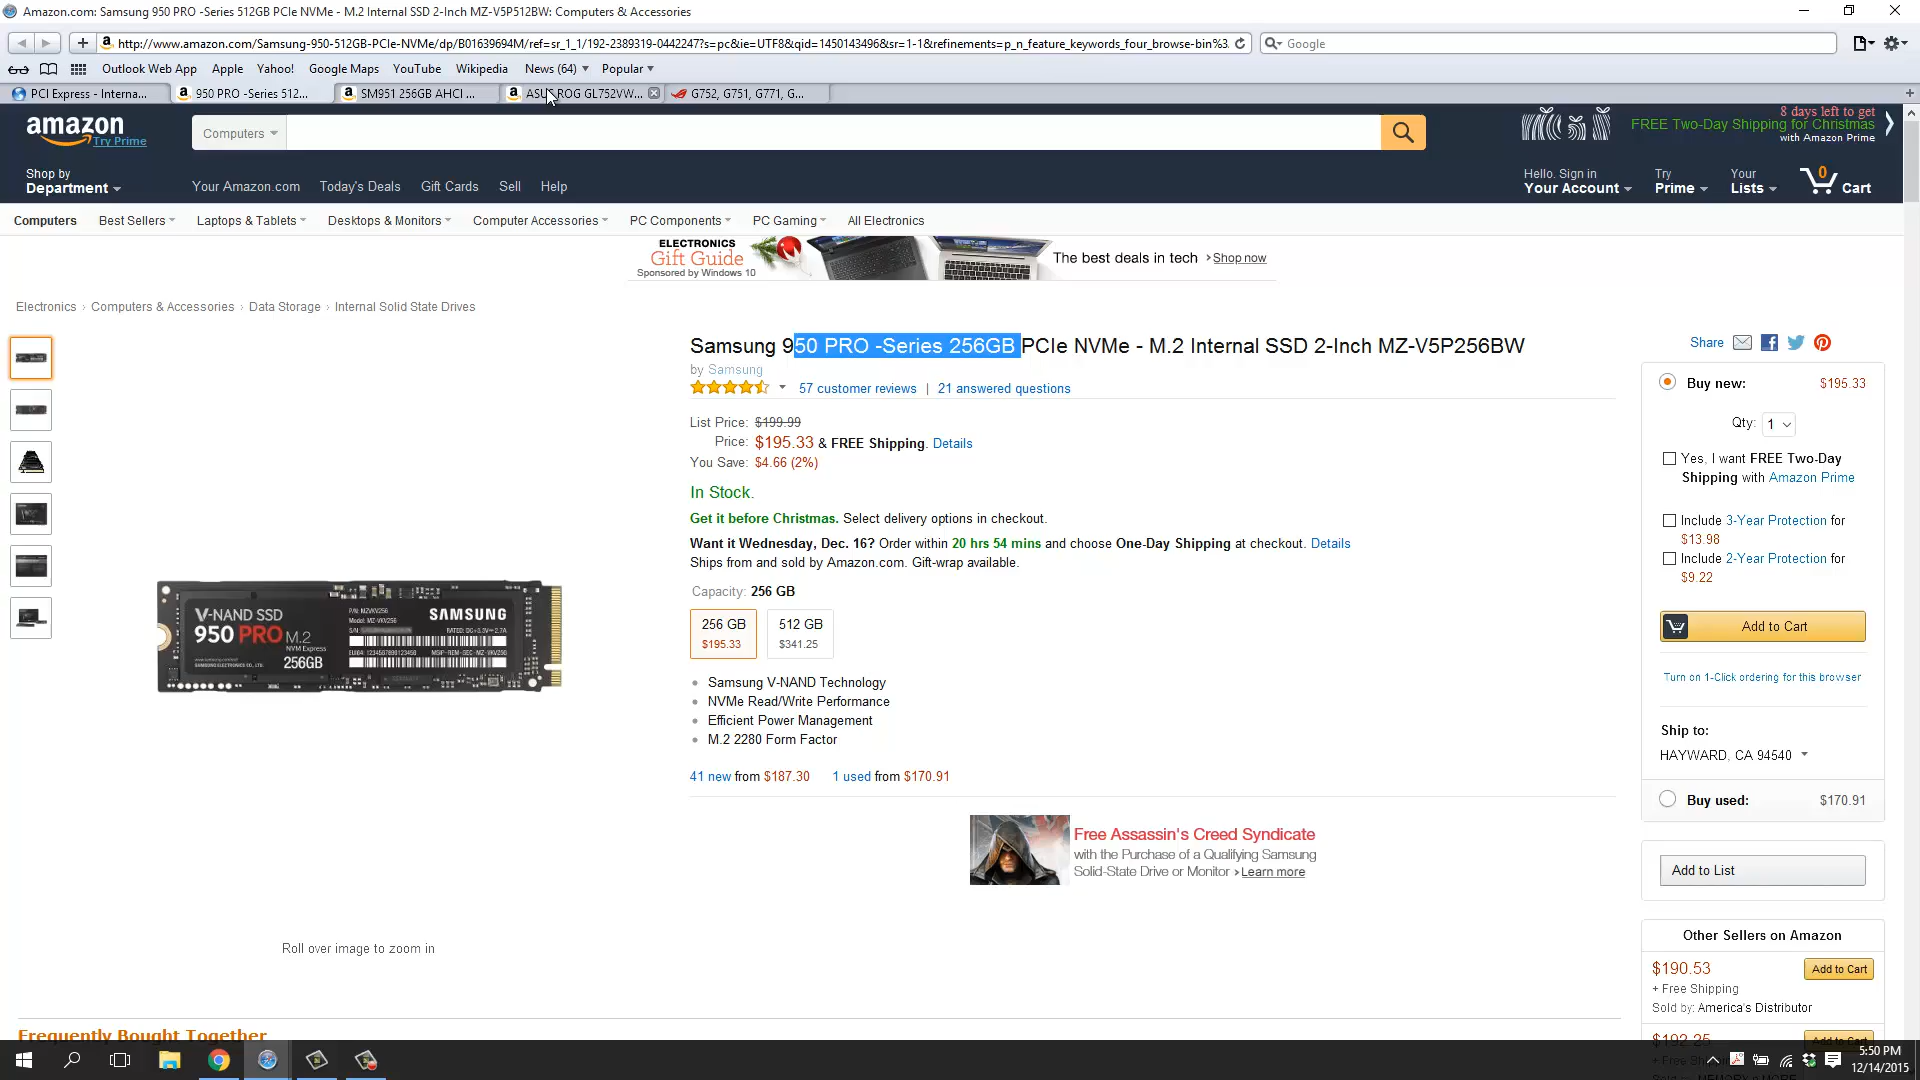 Amazon.com: Samsung 950 PRO -Series 512GB PCIe NVMe - M.2 Internal SSD 2-Inch MZ-V5P512BW: Computers & Accessories
http://www.amazon.com/Samsung-950-512GB-PCIe-NVMe/dp/B01639694M/ref=sr_1_1/192-2389319-0442247?s=pc&ie=UTF8&qid=1450143496&sr=1-1&refinements=p_n_feature_keywords_four_browse-bin%3.
Google
Outlook Web App Apple Yahoo! Google Maps YouTube Wikipedia News (64) Popular
PCI Express - Interna... 950 PRO -Series 512... SM951 256GB AHCI ... ASUS ROG GL752VW... G752, G751, G771, G...
amazon
Try Prime
Computers
8 days left to get
FREE Two-Day Shipping for Christmas
with Amazon Prime
Shop by
Department
Your Amazon.com Today's Deals Gift Cards Sell Help
Hello. Sign in
Your Account
Try
Prime
Your
Lists
0
Cart
Computers Best Sellers Laptops & Tablets Desktops & Monitors Computer Accessories PC Components PC Gaming All Electronics
ELECTRONICS
Gift Guide
Sponsored by Windows 10
The best deals in tech Shop now
Electronics › Computers & Accessories › Data Storage › Internal Solid State Drives
Samsung 950 PRO -Series 256GB PCIe NVMe - M.2 Internal SSD 2-Inch MZ-V5P256BW
by Samsung
57 customer reviews | 21 answered questions
List Price: $199.99
Price: $195.33 & FREE Shipping. Details
You Save: $4.66 (2%)
In Stock.
Get it before Christmas. Select delivery options in checkout.
Want it Wednesday, Dec. 16? Order within 20 hrs 54 mins and choose One-Day Shipping at checkout. Details
Ships from and sold by Amazon.com. Gift-wrap available.
Capacity: 256 GB
256 GB
$195.33
512 GB
$341.25
Samsung V-NAND Technology
NVMe Read/Write Performance
Efficient Power Management
M.2 2280 Form Factor
41 new from $187.30 1 used from $170.91
V-NAND SSD
950 PRO M.2
NVM Express
256GB
SAMSUNG
Roll over image to zoom in
Free Assassin's Creed Syndicate
with the Purchase of a Qualifying Samsung
Solid-State Drive or Monitor › Learn more
Share
Buy new: $195.33
Qty: 1
Yes, I want FREE Two-Day
Shipping with Amazon Prime
Include 3-Year Protection for
$13.98
Include 2-Year Protection for
$9.22
Add to Cart
Turn on 1-Click ordering for this browser
Ship to:
HAYWARD, CA 94540
Buy used: $170.91
Add to List
Other Sellers on Amazon
$190.53 Add to Cart
+ Free Shipping
Sold by: America's Distributor
$192.25 Add to Cart
Frequently Bought Together
5:50 PM
12/14/2015